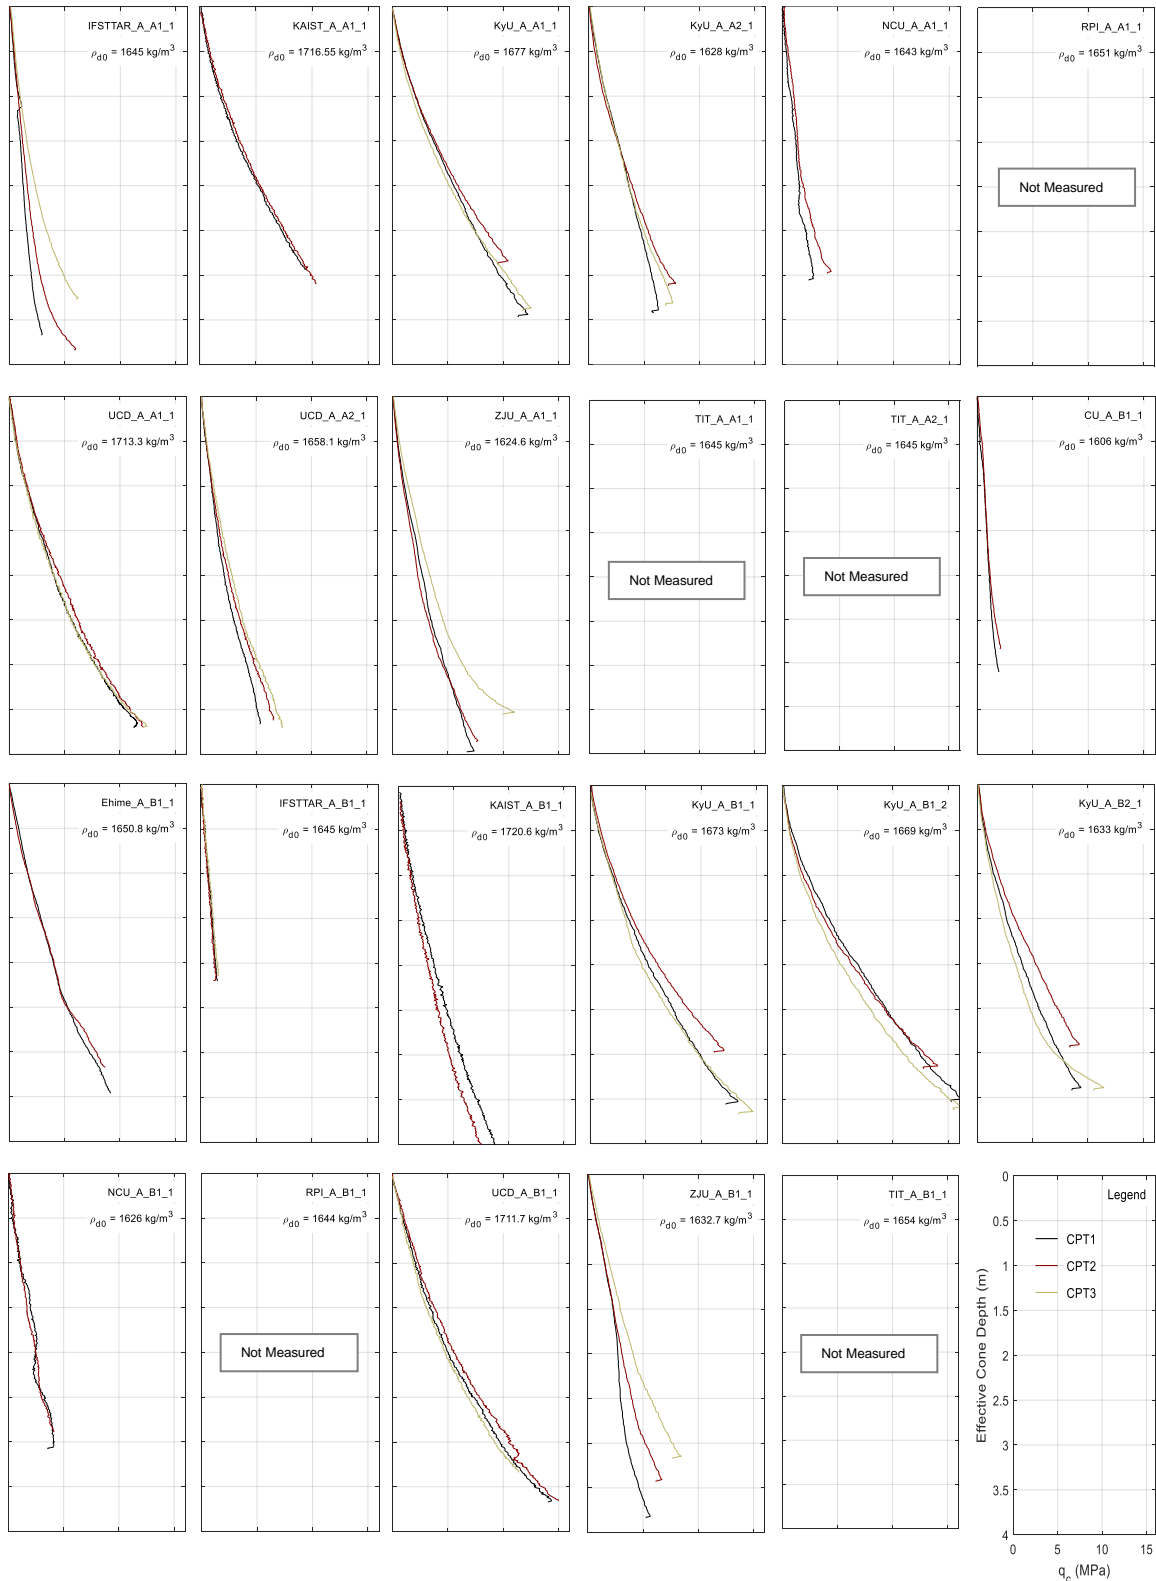 IFSTTAR_A_A1_1
ρd0 = 1645 kg/m3
KAIST_A_A1_1
ρd0 = 1716.55 kg/m3
KyU_A_A1_1
ρd0 = 1677 kg/m3
KyU_A_A2_1
ρd0 = 1628 kg/m3
NCU_A_A1_1
ρd0 = 1643 kg/m3
RPI_A_A1_1
ρd0 = 1651 kg/m3
Not Measured
UCD_A_A1_1
ρd0 = 1713.3 kg/m3
UCD_A_A2_1
ρd0 = 1658.1 kg/m3
ZJU_A_A1_1
ρd0 = 1624.6 kg/m3
TIT_A_A1_1
ρd0 = 1645 kg/m3
Not Measured
TIT_A_A2_1
ρd0 = 1645 kg/m3
Not Measured
CU_A_B1_1
ρd0 = 1606 kg/m3
Ehime_A_B1_1
ρd0 = 1650.8 kg/m3
IFSTTAR_A_B1_1
ρd0 = 1645 kg/m3
KAIST_A_B1_1
ρd0 = 1720.6 kg/m3
KyU_A_B1_1
ρd0 = 1673 kg/m3
KyU_A_B1_2
ρd0 = 1669 kg/m3
KyU_A_B2_1
ρd0 = 1633 kg/m3
NCU_A_B1_1
ρd0 = 1626 kg/m3
RPI_A_B1_1
ρd0 = 1644 kg/m3
Not Measured
UCD_A_B1_1
ρd0 = 1711.7 kg/m3
ZJU_A_B1_1
ρd0 = 1632.7 kg/m3
TIT_A_B1_1
ρd0 = 1654 kg/m3
Not Measured
Legend
CPT1
CPT2
CPT3
Effective Cone Depth (m)
0
0.5
1
1.5
2
2.5
3
3.5
4
0 5 10 15
qc (MPa)